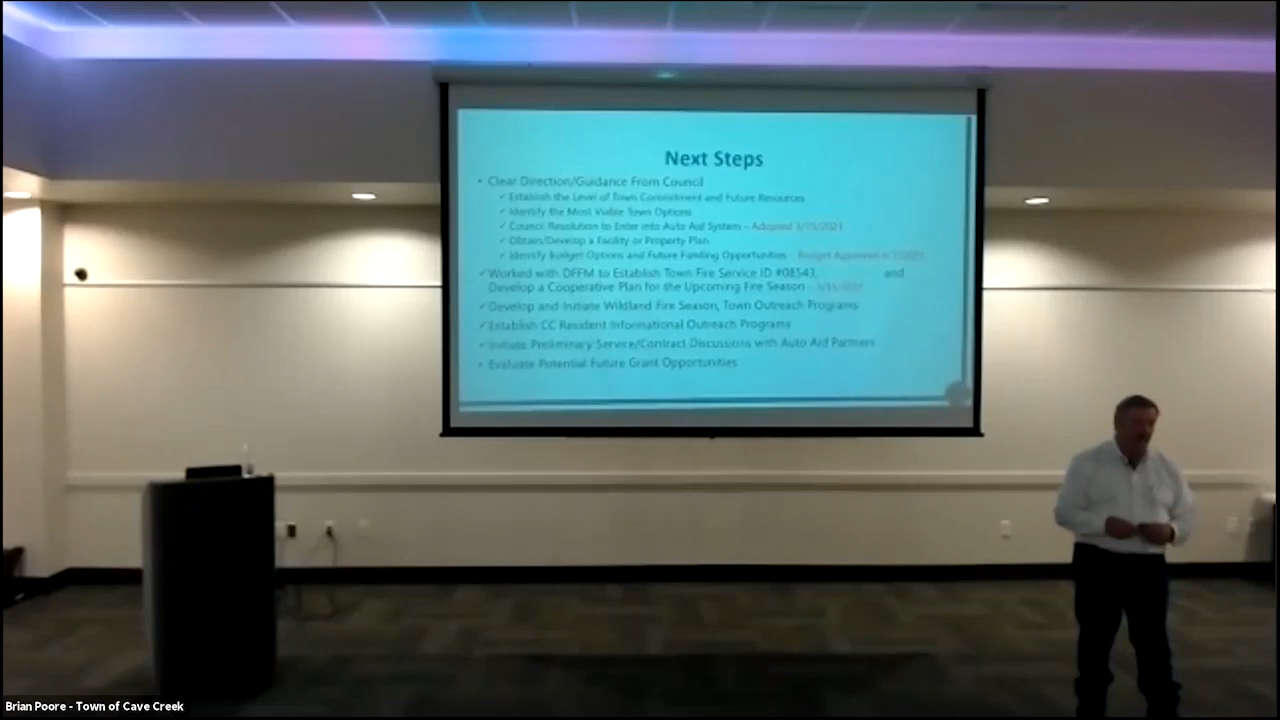 Next Steps
• Clear Direction/Guidance From Council
✓ Establish the Level of Town Commitment and Future Resources
✓ Identify the Most Viable Town Options
✓ Council Resolution to Enter into Auto Aid System – Adopted 3/15/2021
✓ Obtain/Develop a Facility or Property Plan
✓ Identify Budget Options and Future Funding Opportunities - Budget Approved
✓ Worked with DFFM to Establish Town Fire Service ID #08543, and
Develop a Cooperative Plan for the Upcoming Fire Season -
✓ Develop and Initiate Wildland Fire Season, Town Outreach Programs
✓ Establish CC Resident Informational Outreach Programs
✓ Initiate Preliminary Service/Contract Discussions with Auto Aid Partners
• Evaluate Potential Future Grant Opportunities
Brian Poore - Town of Cave Creek